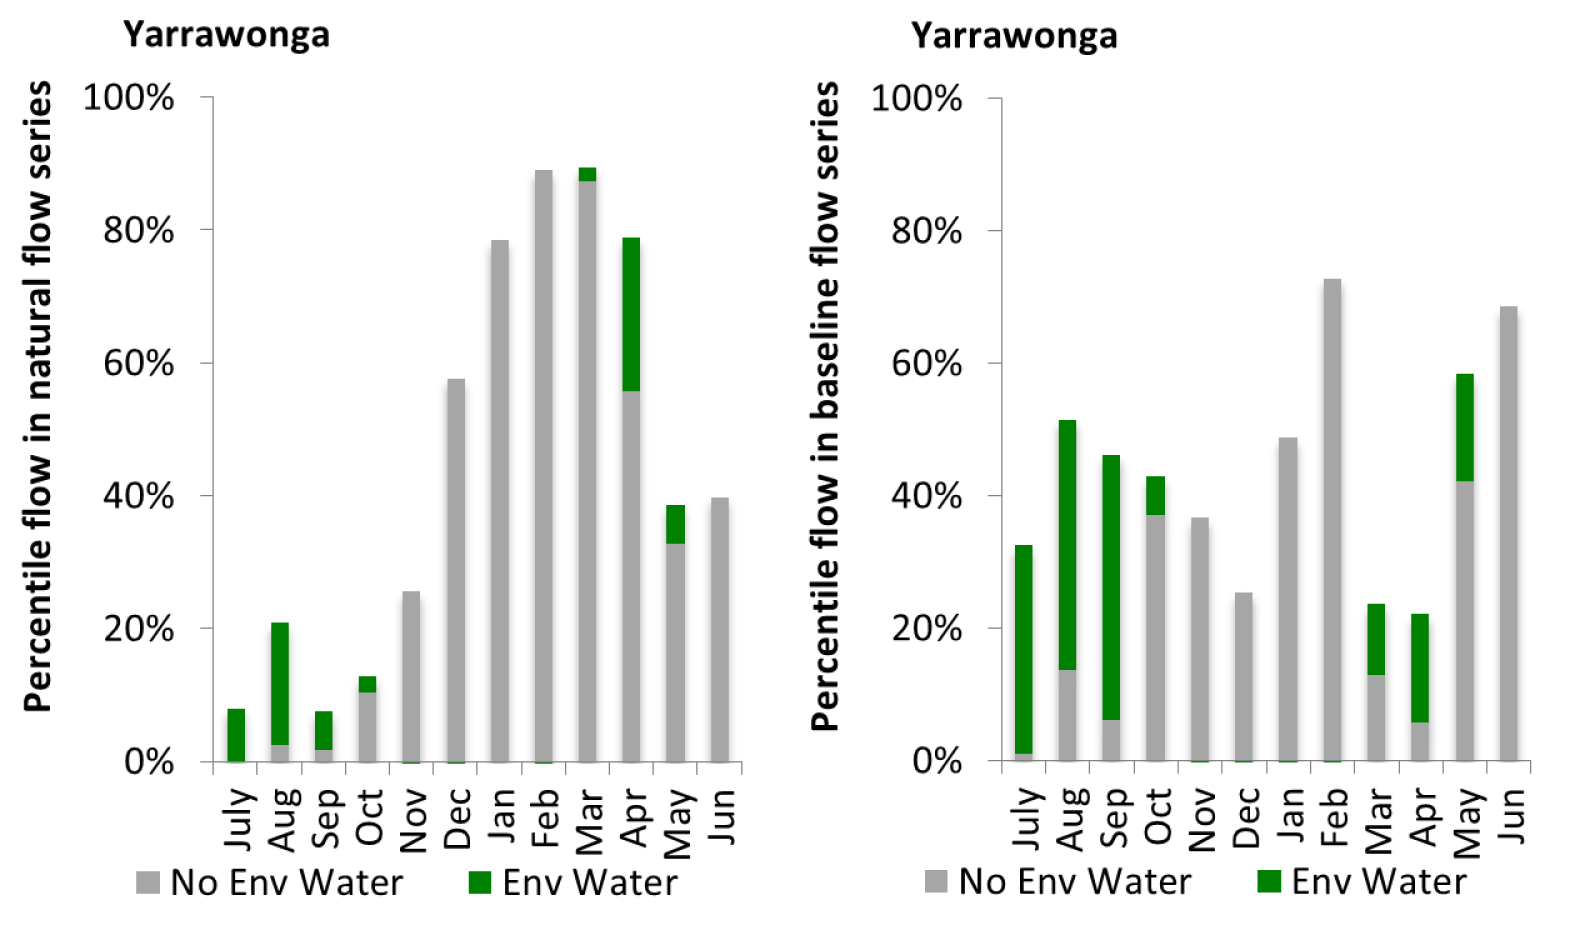 Yarrawonga
Percentile flow in natural flow series
100%
80%
60%
40%
20%
0%
July
Aug
Sep
Oct
Nov
Dec
Jan
Feb
Mar
Apr
May
Jun
No Env Water
Env Water
Yarrawonga
Percentile flow in baseline flow series
100%
80%
60%
40%
20%
0%
July
Aug
Sep
Oct
Nov
Dec
Jan
Feb
Mar
Apr
May
Jun
No Env Water
Env Water